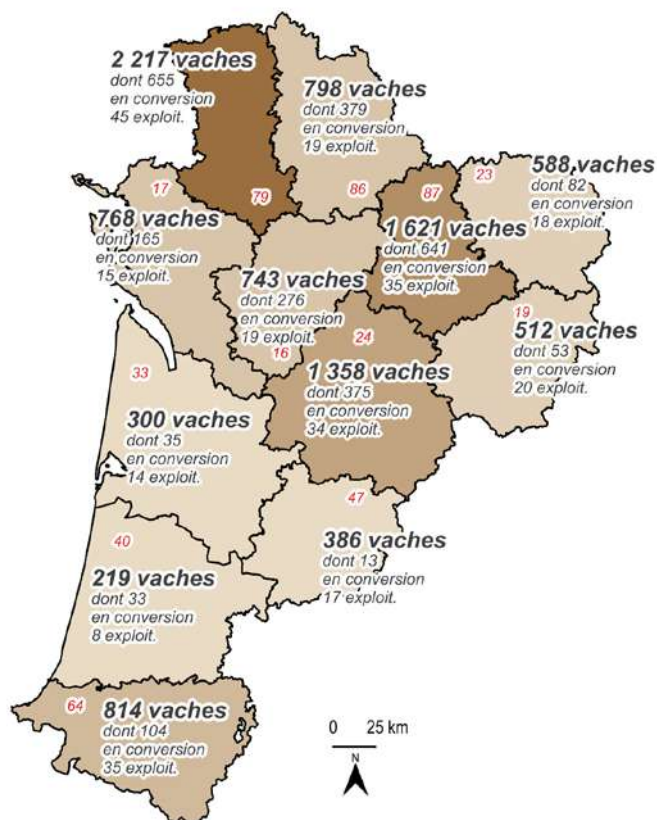 2 217 vaches
dont 655
en conversion
45 exploit.
79
798 vaches
dont 379
en conversion
19 exploit.
86
17
768 vaches
dont 165
en conversion
15 exploit.
87
1 621 vaches
dont 641
en conversion
35 exploit.
23
588 vaches
dont 82
en conversion
18 exploit.
743 vaches
dont 276
en conversion
19 exploit.
16
24
1 358 vaches
dont 375
en conversion
34 exploit.
19
512 vaches
dont 53
en conversion
20 exploit.
33
300 vaches
dont 35
en conversion
14 exploit.
47
386 vaches
dont 13
en conversion
17 exploit.
40
219 vaches
dont 33
en conversion
8 exploit.
64
814 vaches
dont 104
en conversion
35 exploit.
0 25 km
N